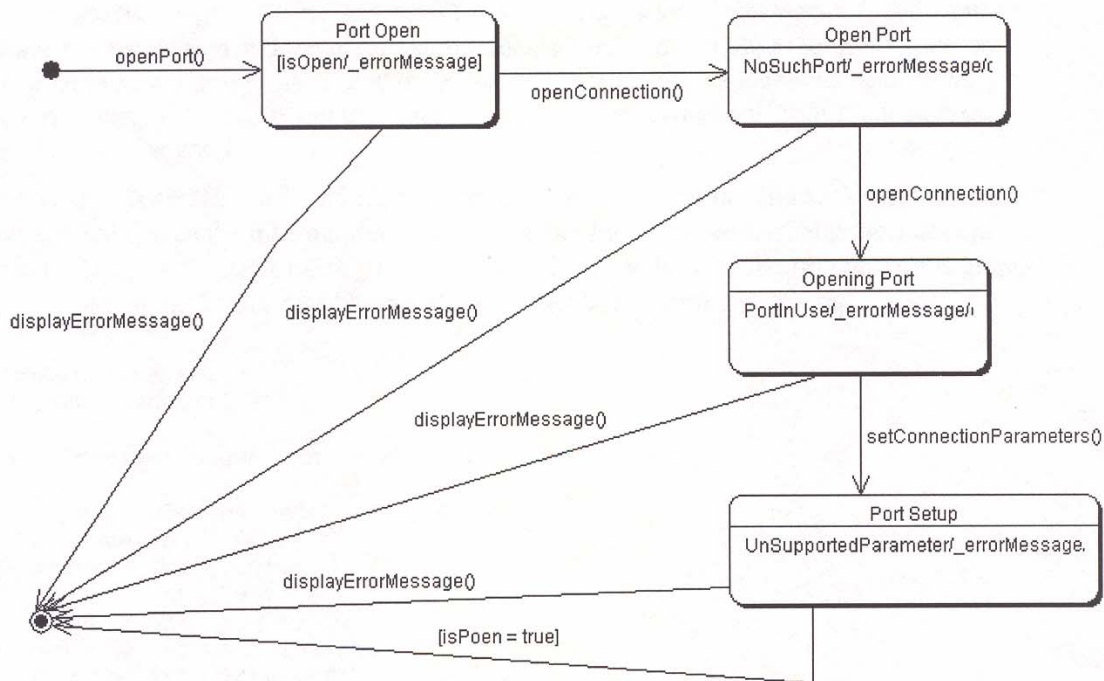 Port Open
[isOpen/_errorMessage]
openPort()
openConnection()
Open Port
NoSuchPort/_errorMessage/
openConnection()
Opening Port
PortInUse/_errorMessage/
displayErrorMessage()
displayErrorMessage()
displayErrorMessage()
setConnectionParameters()
Port Setup
UnSupportedParameter/_errorMessage
displayErrorMessage()
[isPoen = true]